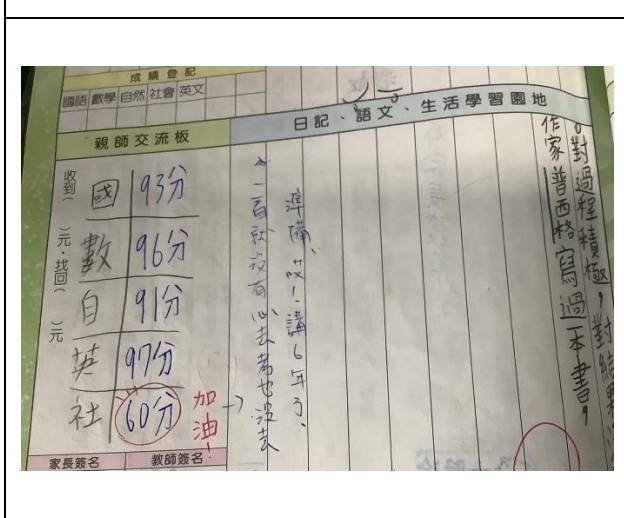 成績登記
國語 數學 自然 社會 英文
親師交流板
日記、語文、生活學習園地
收到( )元,找回( )元
國 93分
數 96分
自 91分
英 97分
社 60分
加油!
家長簽名 教師簽名
。對過程積極,對結果
作家普西格寫過一本書,
準備、哎!講6年了、
一直就沒有心去考也沒去